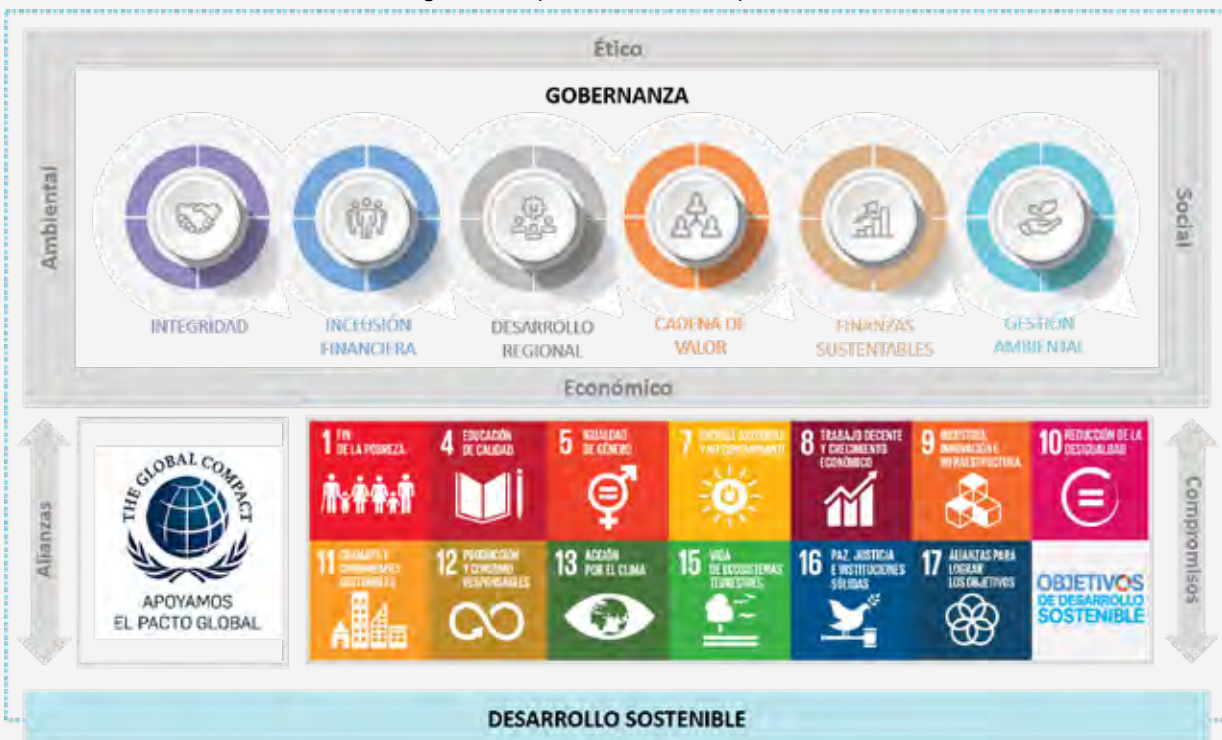 Ético
GOBERNANZA
Ambiental
Social
INTEGRIDAD
INCLUSIÓN
FINANCIERA
DESARROLLO
REGIONAL
CADENA DE
VALOR
FINANZAS
SUSTENTABLES
GESTIÓN
AMBIENTAL
Económico
Alianzas
THE GLOBAL COMPACT
APOYAMOS
EL PACTO GLOBAL
1 FIN
DE LA POBREZA
4 EDUCACIÓN
DE CALIDAD
5 IGUALDAD
DE GÉNERO
7 ENERGÍA ASEQUIBLE
Y NO CONTAMINANTE
8 TRABAJO DECENTE
Y CRECIMIENTO
ECONÓMICO
9 INDUSTRIA,
INNOVACIÓN E
INFRAESTRUCTURA
10 REDUCCIÓN DE LA
DESIGUALDAD
11 CIUDADES Y
COMUNIDADES
SOSTENIBLES
12 PRODUCCIÓN
Y CONSUMO
RESPONSABLES
13 ACCIÓN
POR EL CLIMA
15 VIDA
DE ECOSISTEMAS
TERRESTRES
16 PAZ, JUSTICIA
E INSTITUCIONES
SÓLIDAS
17 ALIANZAS PARA
LOGRAR
LOS OBJETIVOS
OBJETIVOS
DE DESARROLLO
SOSTENIBLE
Compromisos
DESARROLLO SOSTENIBLE